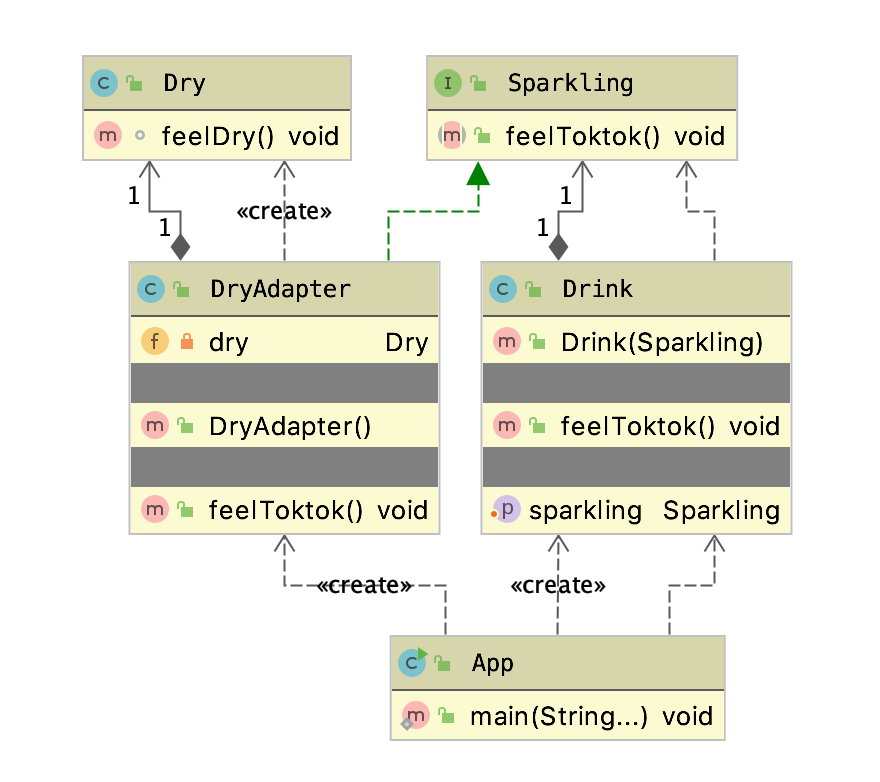 Dry
feelDry() void
Sparkling
feelToktok() void
1
1
«create»
1
1
DryAdapter
dry Dry
DryAdapter()
feelToktok() void
Drink
Drink(Sparkling)
feelToktok() void
sparkling Sparkling
«create»
«create»
App
main(String...) void